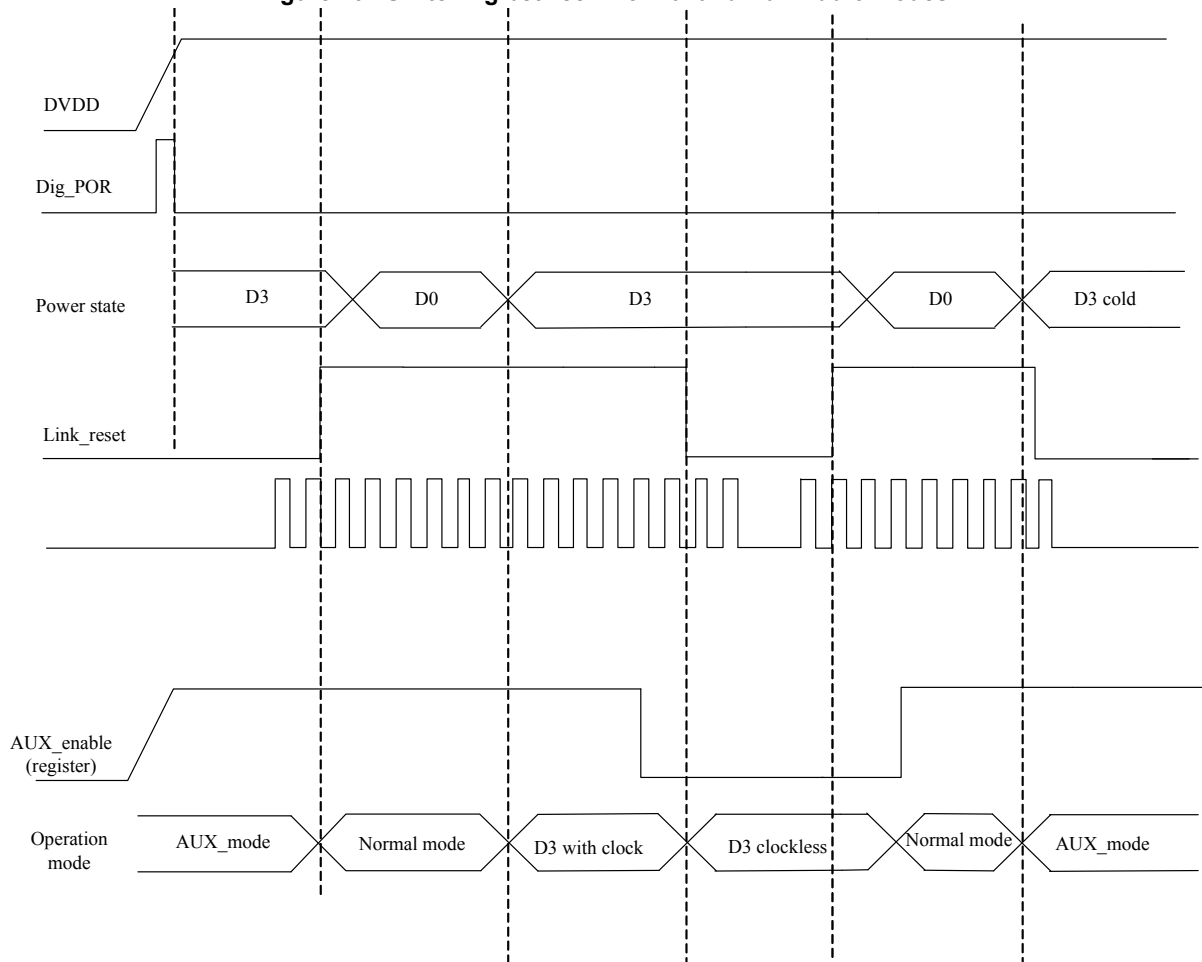 DVDD
Dig_POR
Power state
D3
D0
D3
D0
D3 cold
Link_reset
AUX_enable
(register)
Operation
mode
AUX_mode
Normal mode
D3 with clock
D3 clockless
Normal mode
AUX_mode